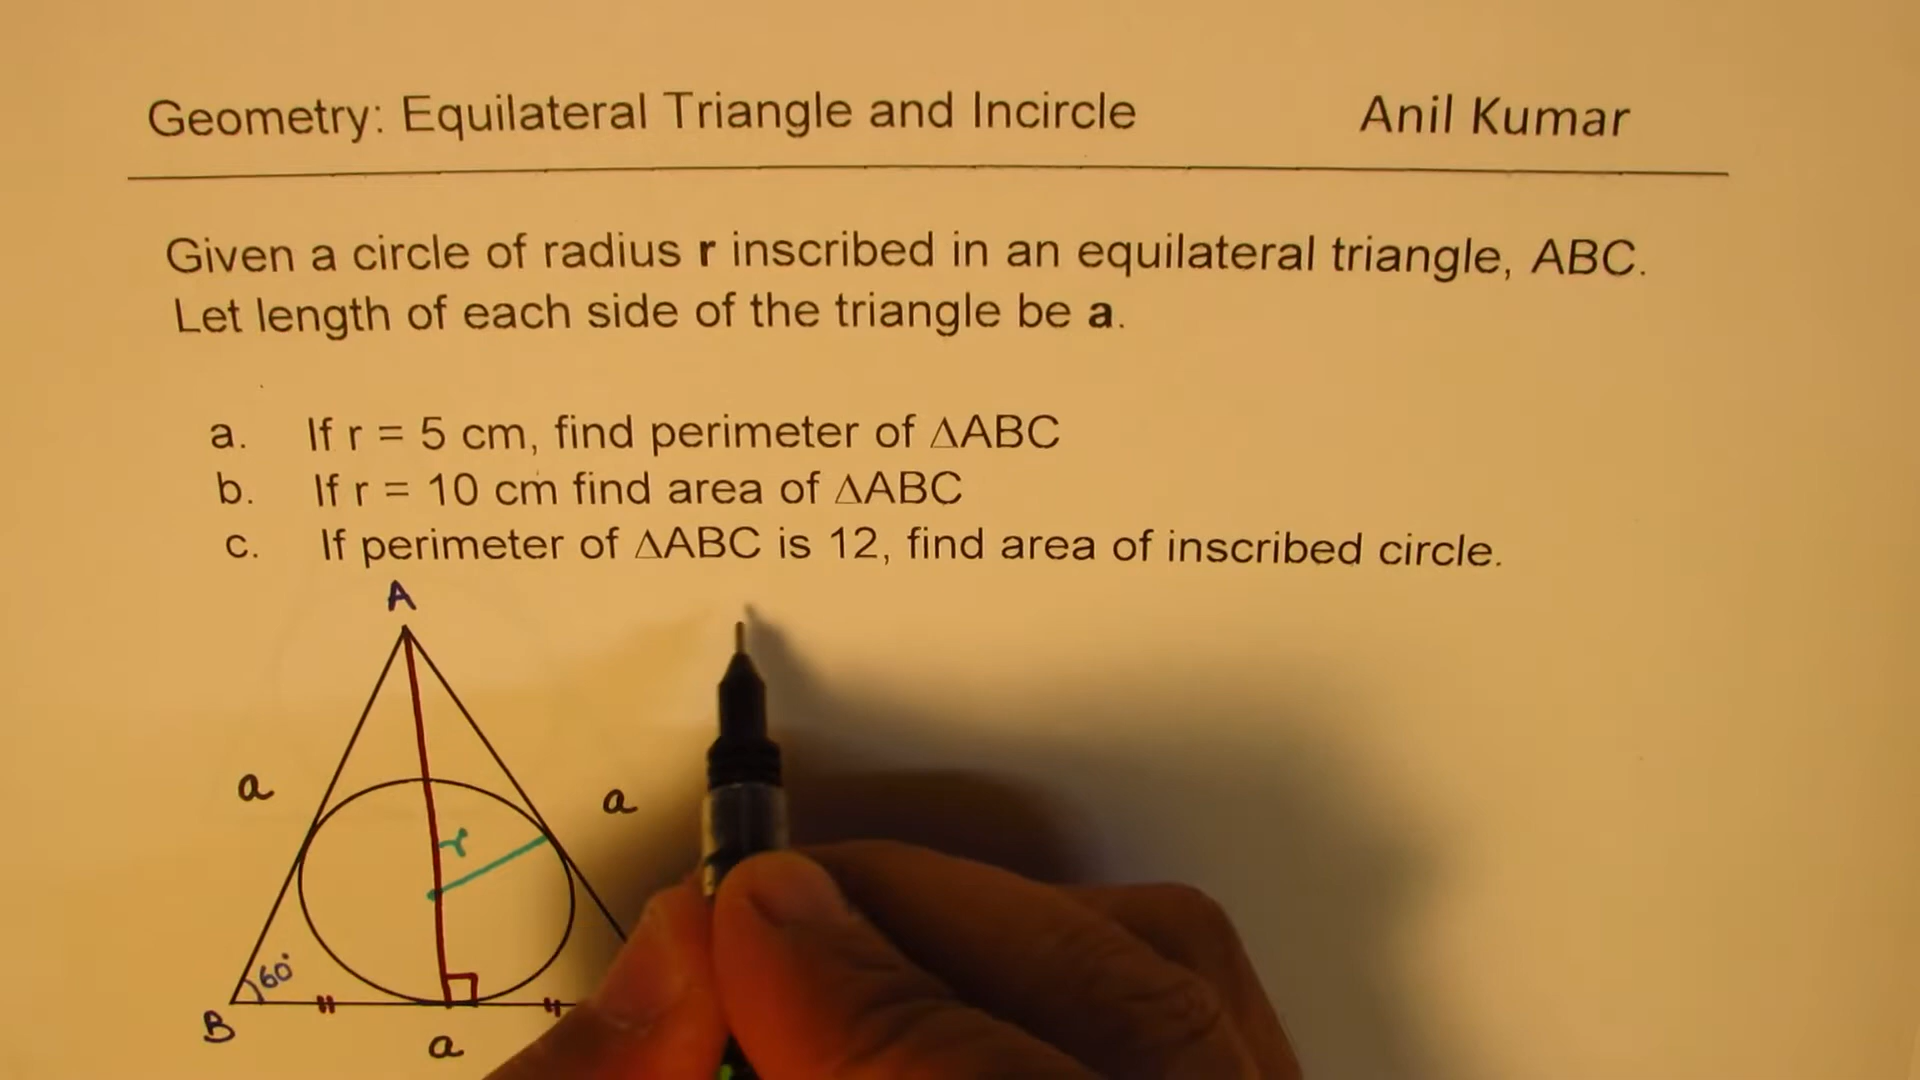 Geometry: Equilateral Triangle and Incircle Anil Kumar
Given a circle of radius r inscribed in an equilateral triangle, ABC.
Let length of each side of the triangle be a.
a. If r = 5 cm, find perimeter of ΔABC
b. If r = 10 cm find area of ΔABC
c. If perimeter of ΔABC is 12, find area of inscribed circle.
A
a a
r
60°
B
a